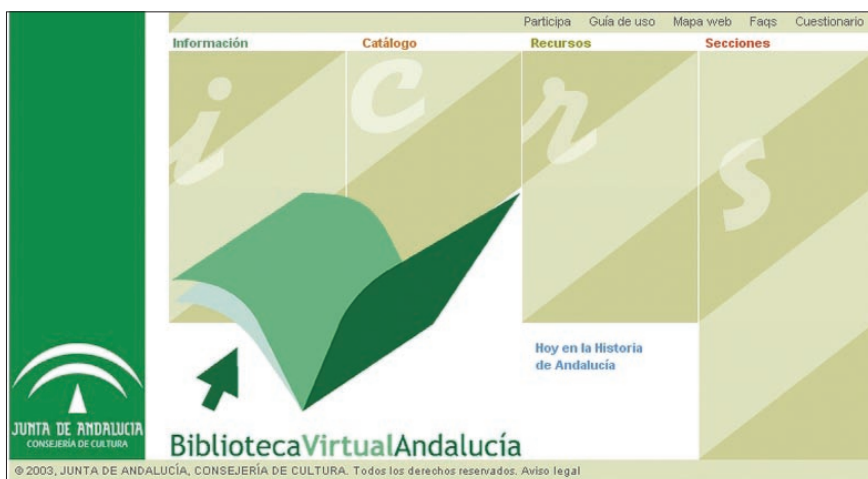 Participa Guía de uso Mapa web Faqs Cuestionario
Información Catálogo Recursos Secciones
i c r s
Hoy en la Historia
de Andalucía
JUNTA DE ANDALUCIA
CONSEJERÍA DE CULTURA
BibliotecaVirtualAndalucía
© 2003, JUNTA DE ANDALUCÍA, CONSEJERÍA DE CULTURA. Todos los derechos reservados. Aviso legal